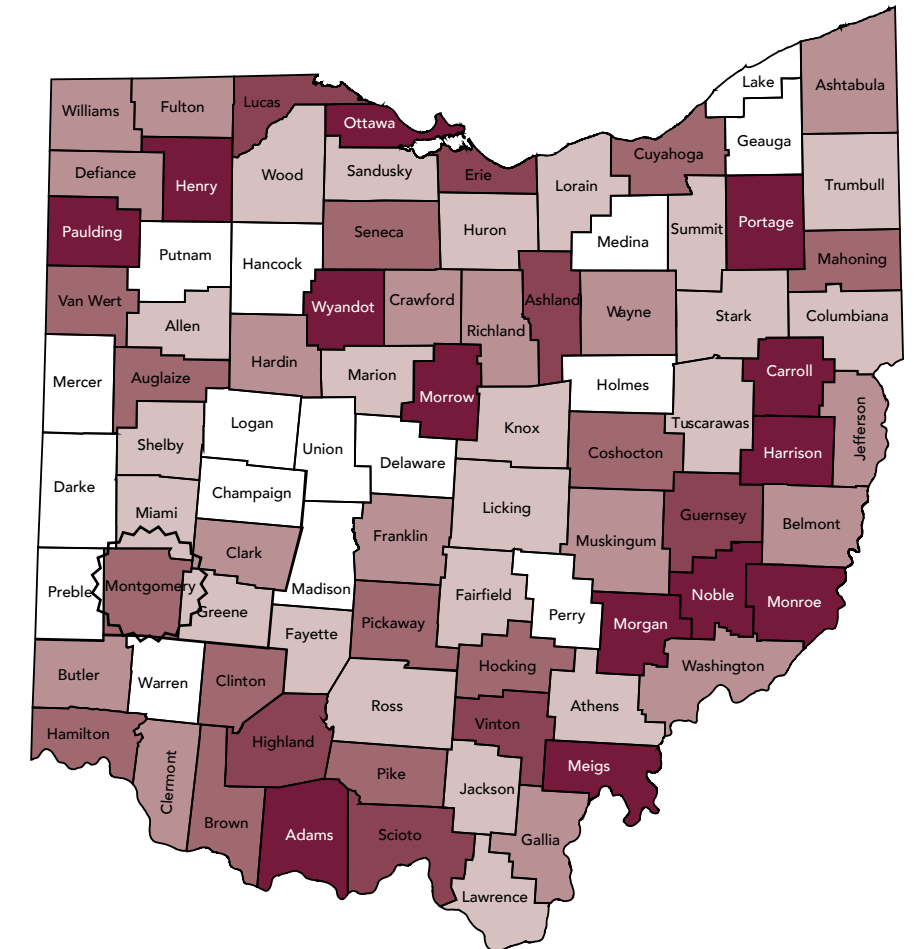 Lake
Ashtabula
Williams
Fulton
Lucas
Ottawa
Geauga
Cuyahoga
Defiance
Henry
Wood
Sandusky
Erie
Lorain
Trumbull
Paulding
Putnam
Hancock
Seneca
Huron
Medina
Summit
Portage
Mahoning
Van Wert
Allen
Wyandot
Crawford
Richland
Ashland
Wayne
Stark
Columbiana
Mercer
Auglaize
Hardin
Marion
Morrow
Holmes
Carroll
Logan
Union
Knox
Tuscarawas
Jefferson
Shelby
Delaware
Coshocton
Harrison
Darke
Champaign
Miami
Licking
Guernsey
Belmont
Clark
Franklin
Muskingum
Preble
Montgomery
Madison
Greene
Fairfield
Perry
Noble
Monroe
Fayette
Pickaway
Morgan
Butler
Warren
Clinton
Hocking
Washington
Ross
Athens
Hamilton
Highland
Vinton
Clermont
Pike
Jackson
Meigs
Brown
Adams
Scioto
Gallia
Lawrence